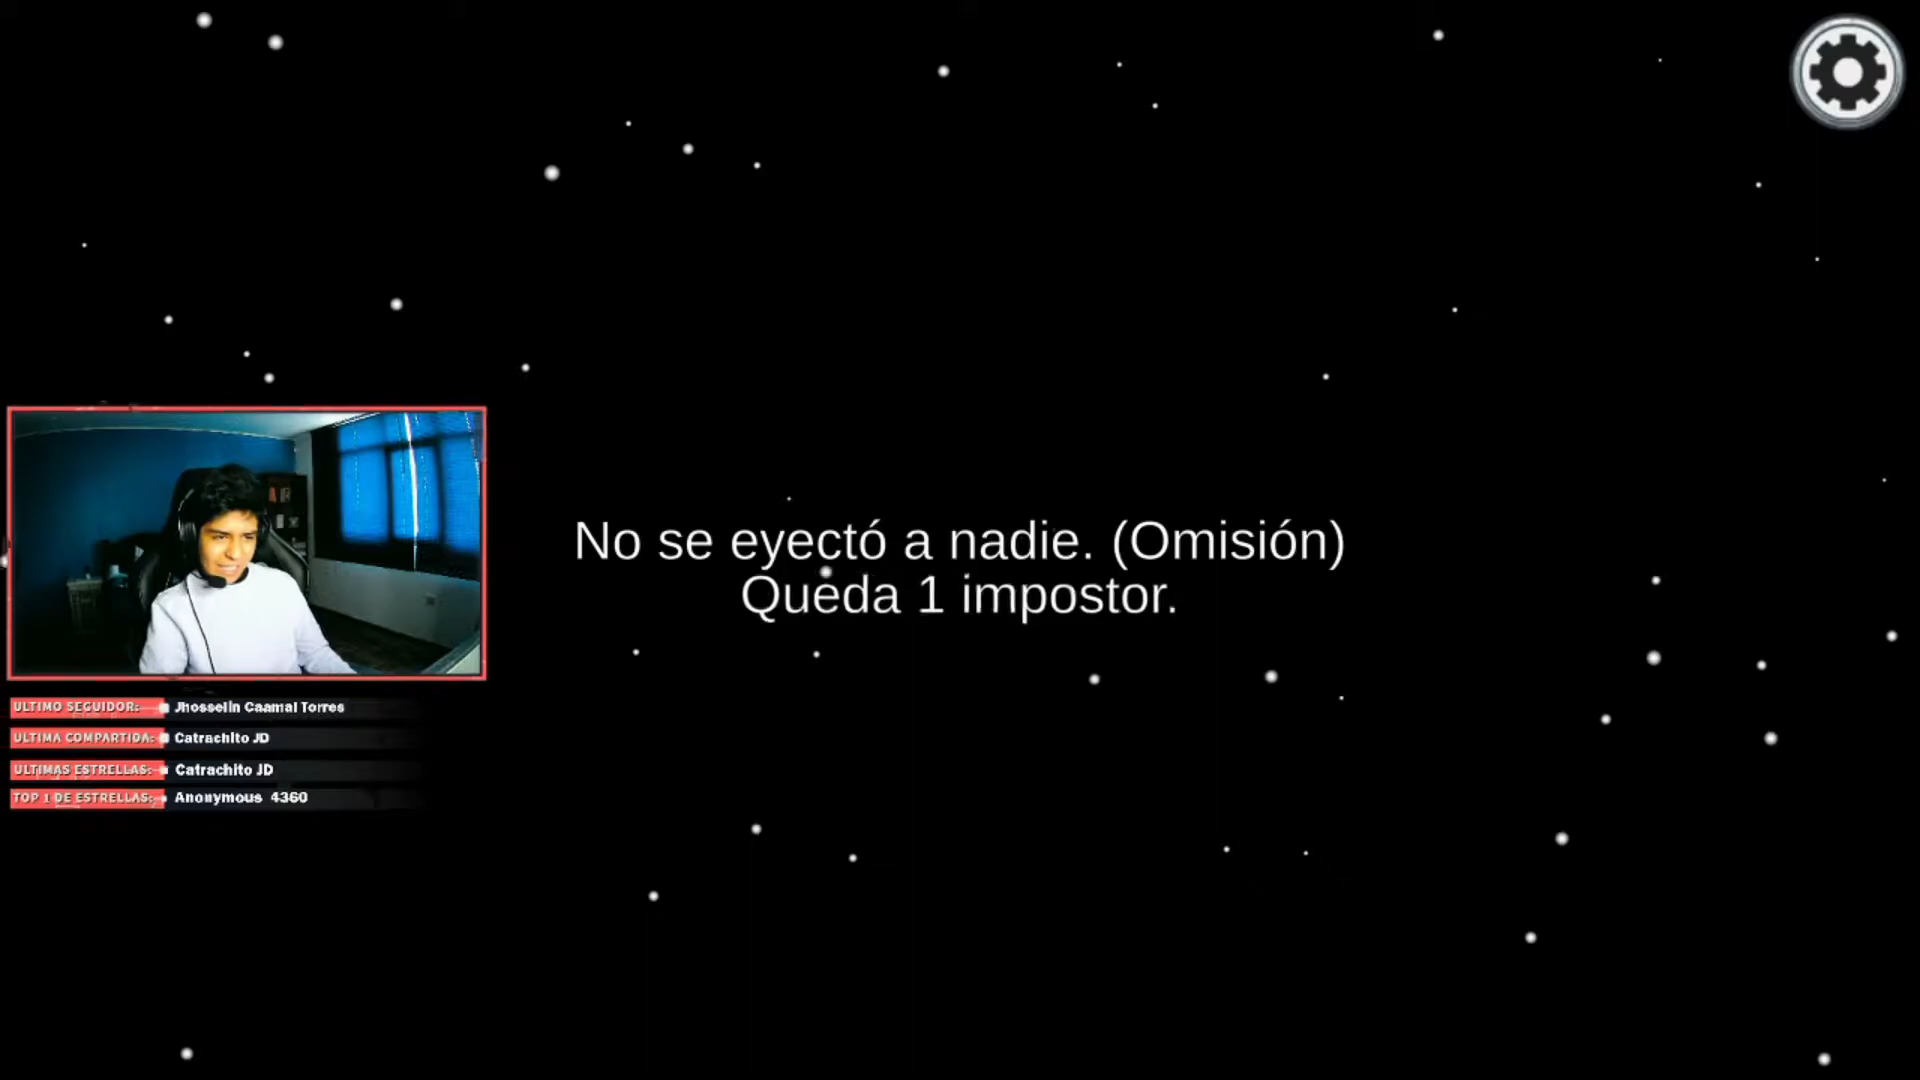 No se eyectó a nadie. (Omisión)
Queda 1 impostor.
ULTIMO SEGUIDOR: Jhosselin Caamal Torres
ULTIMA COMPARTIDA: Catrachito JD
ULTIMAS ESTRELLAS: Catrachito JD
TOP 1 DE ESTRELLAS: Anonymous 4360